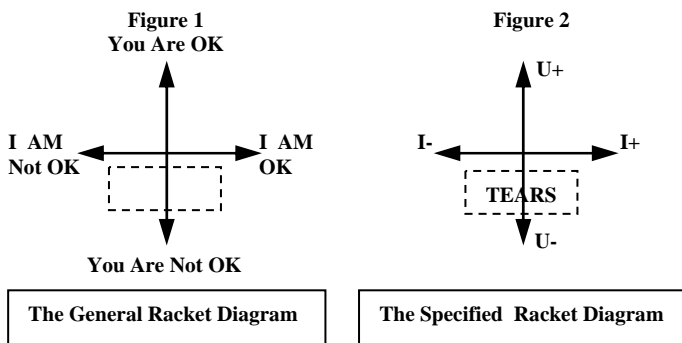 Figure 1
You Are OK
I AM
Not OK
I AM
OK
You Are Not OK
The General Racket Diagram
Figure 2
U+
I-
I+
TEARS
U-
The Specified Racket Diagram